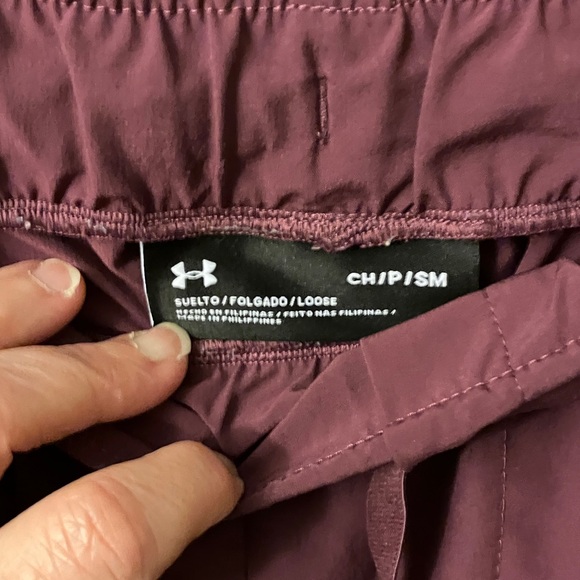 CH/P/SM
SUELTO/FOLGADO/LOOSE
HECHO EN FILIPINAS/FEITO NAS FILIPINAS/
MADE IN PHILIPPINES